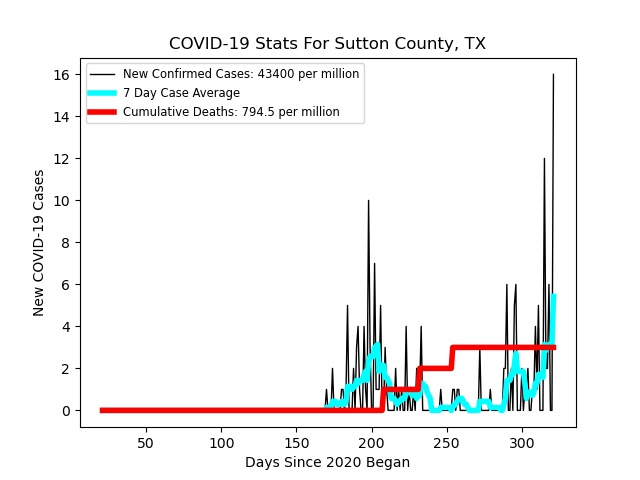 COVID-19 Stats For Sutton County, TX
New Confirmed Cases: 43400 per million
7 Day Case Average
Cumulative Deaths: 794.5 per million
New COVID-19 Cases
16
14
12
10
8
6
4
2
0
50 100 150 200 250 300
Days Since 2020 Began